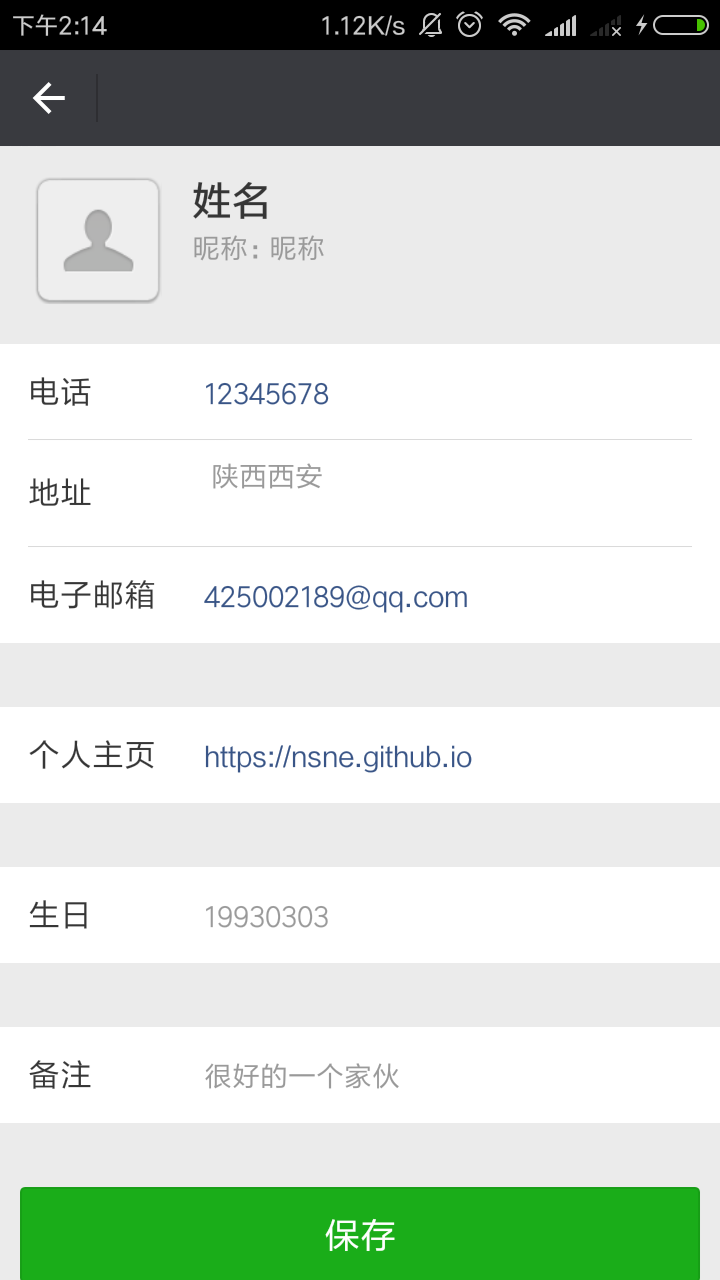 下午2:14 1.12K/s
姓名
昵称: 昵称
电话 12345678
地址 陕西西安
电子邮箱 425002189@qq.com
个人主页 https://nsne.github.io
生日 19930303
备注 很好的一个家伙
保存